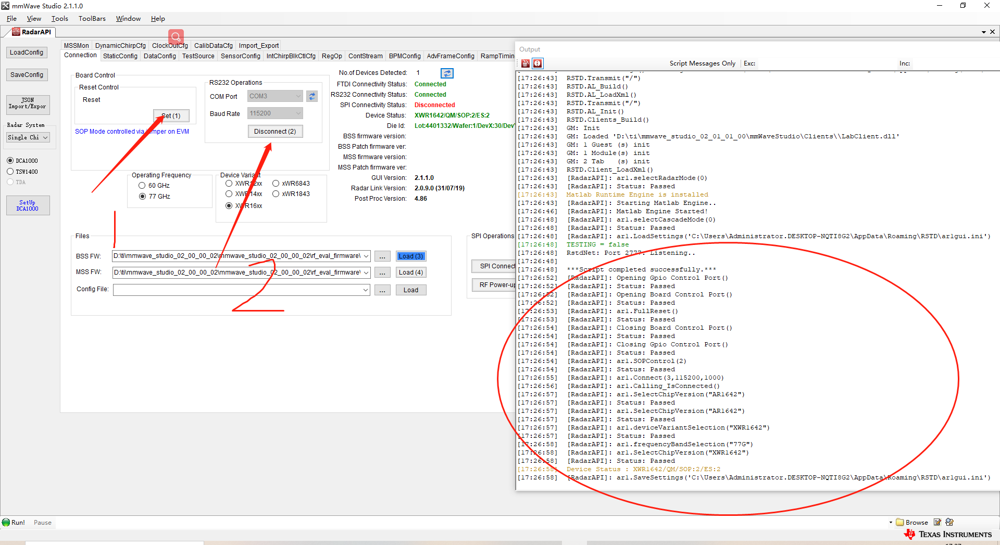 mmWave Studio 2.1.1.0
File View Tools ToolBars Window Help
RadarAPI
LoadConfig
SaveConfig
JSON
Import/Expor
Radar System
Single Chi
DCA1000
TSW1400
TDA
SetUp
DCA1000
MSSMon DynamicChirpCfg ClockOutCfg CalibDataCfg Import_Export
Connection StaticConfig DataConfig TestSource SensorConfig IntChirpBlkCtlCfg RegOp ContStream BPMConfig AdvFrameConfig RampTimin
Board Control
Reset Control
Reset
Set (1)
SOP Mode controlled via jumper on EVM
RS232 Operations
COM Port COM3
Baud Rate 115200
Disconnect (2)
Operating Frequency
60 GHz
77 GHz
Device Variant
XWR12xx xWR6843
XWR14xx xWR1843
XWR16xx
No.of Devices Detected: 1
FTDI Connectivity Status: Connected
RS232 Connectivity Status: Connected
SPI Connectivity Status: Disconnected
Device Status: XWR1642/QM/SOP:2/ES:2
Die Id: Lot:4401332/Wafer:1/DevX:30/Dev
BSS firmware version:
BSS Patch firmware ver:
MSS firmware version:
MSS Patch firmware ver:
GUI Version: 2.1.1.0
Radar Link Version: 2.0.9.0 (31/07/19)
Post Proc Version: 4.86
1
2
Files
BSS FW: D:\ti\mmwave_studio_02_00_00_02\mmwave_studio_02_00_00_02\rf_eval_firmware\ ... Load (3)
MSS FW: D:\ti\mmwave_studio_02_00_00_02\mmwave_studio_02_00_00_02\rf_eval_firmware\ ... Load (4)
Config File: ... Load
SPI Operations
SPI Connect
RF Power-up
Output
Script Messages Only Exc: Inc:
[17:26:43] RSTD.Transmit("/")
[17:26:43] RSTD.AL_Build()
[17:26:43] RSTD.AL_LoadXml()
[17:26:43] RSTD.Transmit("/")
[17:26:43] RSTD.AL_Init()
[17:26:43] RSTD.Clients_Build()
[17:26:43] GM: Init
[17:26:43] GM: Loaded 'D:\ti\mmwave_studio_02_01_01_00\mmWaveStudio\Clients\\LabClient.dll'
[17:26:43] GM: 1 Guest (s) init
[17:26:43] GM: 1 Module(s) init
[17:26:43] GM: 2 Tab (s) init
[17:26:43] RSTD.Client_LoadXml()
[17:26:43] [RadarAPI]: ar1.selectRadarMode(0)
[17:26:43] [RadarAPI]: Status: Passed
[17:26:43] Matlab Runtime Engine is installed
[17:26:43] [RadarAPI]: Starting Matlab Engine..
[17:26:46] [RadarAPI]: Matlab Engine Started!
[17:26:48] [RadarAPI]: ar1.selectCascadeMode(0)
[17:26:48] [RadarAPI]: Status: Passed
[17:26:48] [RadarAPI]: ar1.LoadSettings('C:\Users\Administrator.DESKTOP-NQTI8G2\AppData\Roaming\RSTD\ar1gui.ini')
[17:26:48] TESTING = false
[17:26:48] RstdNet: Port 2777: Listening..
[17:26:48]
[17:26:48] ***Script completed successfully.***
[17:26:52] [RadarAPI]: Opening Gpio Control Port()
[17:26:52] [RadarAPI]: Status: Passed
[17:26:52] [RadarAPI]: Opening Board Control Port()
[17:26:52] [RadarAPI]: Status: Passed
[17:26:53] [RadarAPI]: ar1.FullReset()
[17:26:53] [RadarAPI]: Status: Passed
[17:26:54] [RadarAPI]: Closing Board Control Port()
[17:26:54] [RadarAPI]: Status: Passed
[17:26:54] [RadarAPI]: Closing Gpio Control Port()
[17:26:54] [RadarAPI]: Status: Passed
[17:26:54] [RadarAPI]: ar1.SOPControl(2)
[17:26:54] [RadarAPI]: Status: Passed
[17:26:55] [RadarAPI]: ar1.Connect(3,115200,1000)
[17:26:56] [RadarAPI]: ar1.Calling_IsConnected()
[17:26:57] [RadarAPI]: ar1.SelectChipVersion("AR1642")
[17:26:57] [RadarAPI]: Status: Passed
[17:26:57] [RadarAPI]: ar1.SelectChipVersion("AR1642")
[17:26:57] [RadarAPI]: Status: Passed
[17:26:57] [RadarAPI]: ar1.deviceVariantSelection("XWR1642")
[17:26:57] [RadarAPI]: Status: Passed
[17:26:58] [RadarAPI]: ar1.frequencyBandSelection("77G")
[17:26:58] [RadarAPI]: ar1.SelectChipVersion("XWR1642")
[17:26:58] [RadarAPI]: Status: Passed
[17:26:58] Device Status : XWR1642/QM/SOP:2/ES:2
[17:26:58] [RadarAPI]: ar1.SaveSettings('C:\Users\Administrator.DESKTOP-NQTI8G2\AppData\Roaming\RSTD\ar1gui.ini')
Run! Pause
Browse
TEXAS INSTRUMENTS